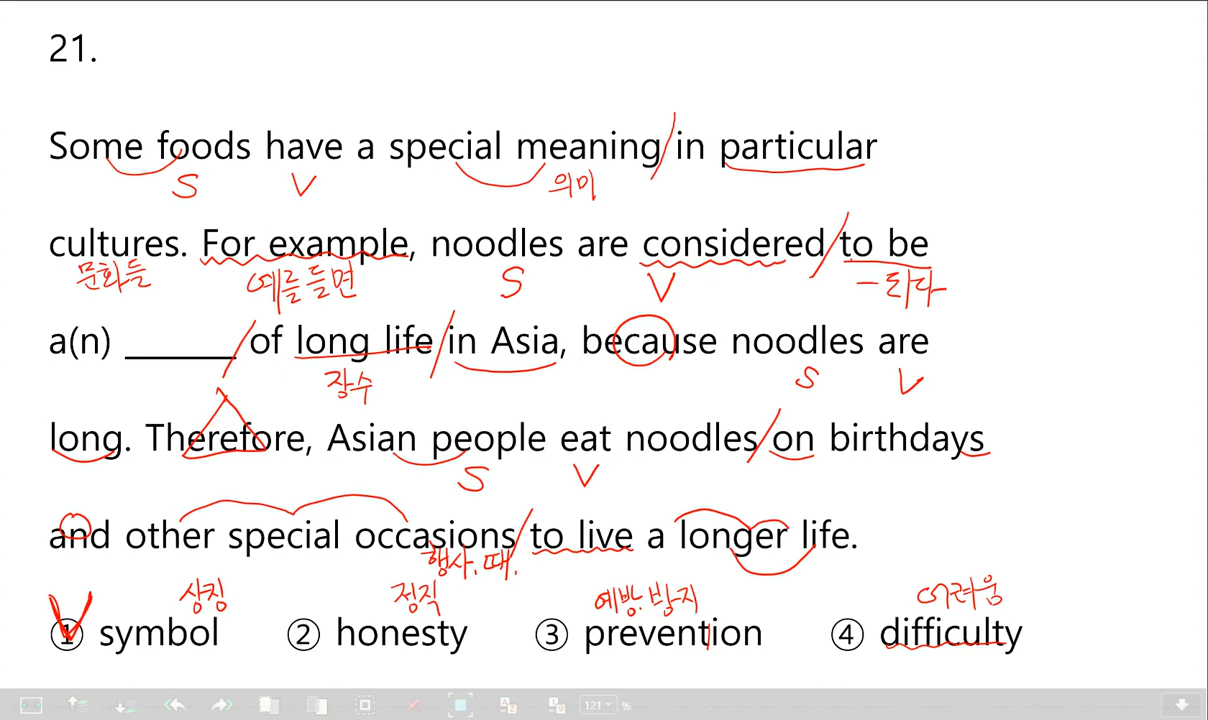 21.
Some foods have a special meaning in particular
S V 의미
cultures. For example, noodles are considered to be
문화들 예를들면 S V -되다
a(n) ______ of long life in Asia, because noodles are
장수 S V
long. Therefore, Asian people eat noodles on birthdays
S V
and other special occasions to live a longer life.
행사.때.
상징 정직 예방.방지 어려움
① symbol ② honesty ③ prevention ④ difficulty
121 %